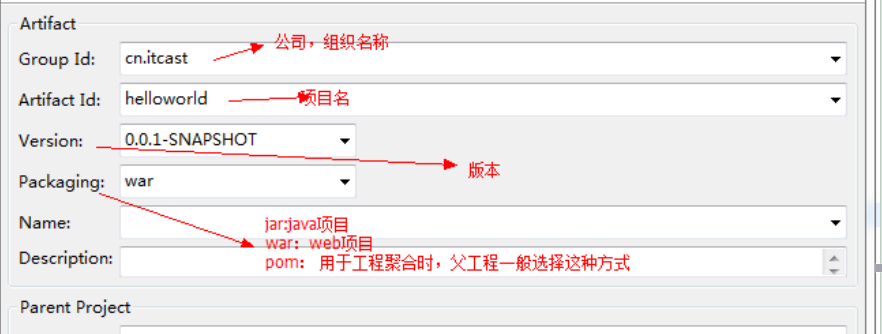 Artifact
公司，组织名称
Group Id: cn.itcast
Artifact Id: helloworld 项目名
Version: 0.0.1-SNAPSHOT
版本
Packaging: war
Name: jar:java项目
war：web项目
Description: pom： 用于工程聚合时，父工程一般选择这种方式
Parent Project